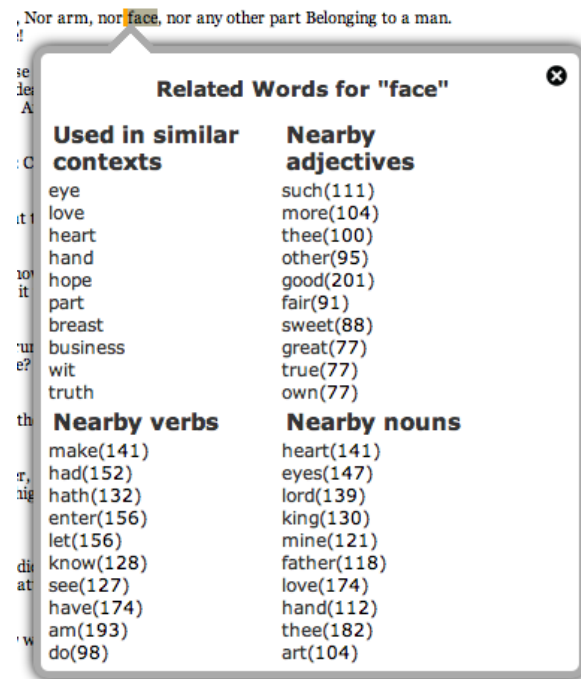 , Nor arm, nor face, nor any other part Belonging to a man.
Related Words for "face"
Used in similar
contexts
eye
love
heart
hand
hope
part
breast
business
wit
truth
Nearby
adjectives
such(111)
more(104)
thee(100)
other(95)
good(201)
fair(91)
sweet(88)
great(77)
true(77)
own(77)
Nearby verbs
make(141)
had(152)
hath(132)
enter(156)
let(156)
know(128)
see(127)
have(174)
am(193)
do(98)
Nearby nouns
heart(141)
eyes(147)
lord(139)
king(130)
mine(121)
father(118)
love(174)
hand(112)
thee(182)
art(104)